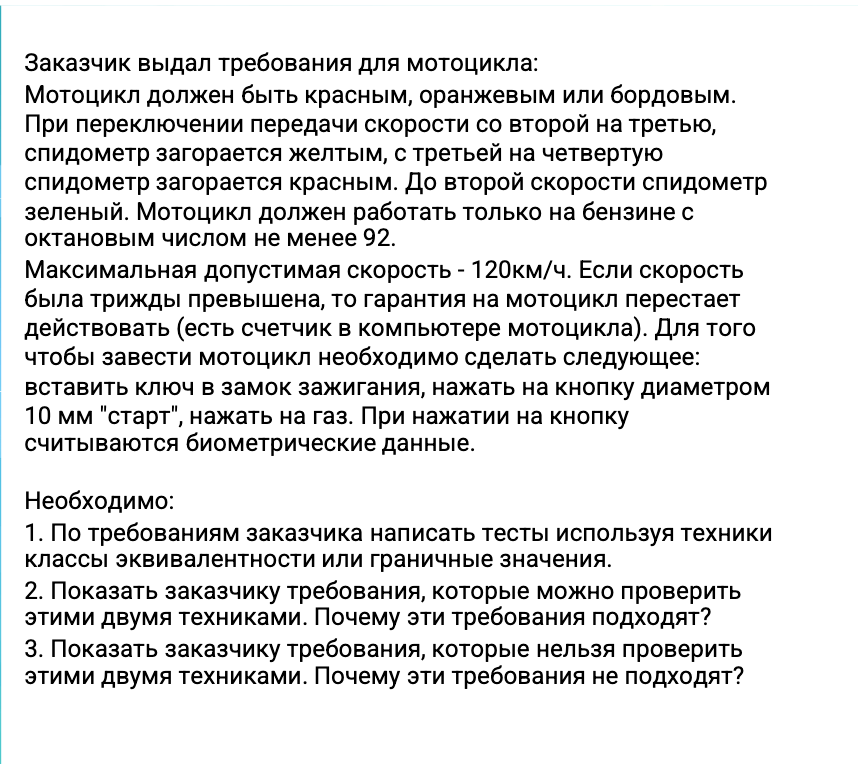 Заказчик выдал требования для мотоцикла:
Мотоцикл должен быть красным, оранжевым или бордовым.
При переключении передачи скорости со второй на третью,
спидометр загорается желтым, с третьей на четвертую
спидометр загорается красным. До второй скорости спидометр
зеленый. Мотоцикл должен работать только на бензине с
октановым числом не менее 92.
Максимальная допустимая скорость - 120км/ч. Если скорость
была трижды превышена, то гарантия на мотоцикл перестает
действовать (есть счетчик в компьютере мотоцикла). Для того
чтобы завести мотоцикл необходимо сделать следующее:
вставить ключ в замок зажигания, нажать на кнопку диаметром
10 мм "старт", нажать на газ. При нажатии на кнопку
считываются биометрические данные.
Необходимо:
1. По требованиям заказчика написать тесты используя техники
классы эквивалентности или граничные значения.
2. Показать заказчику требования, которые можно проверить
этими двумя техниками. Почему эти требования подходят?
3. Показать заказчику требования, которые нельзя проверить
этими двумя техниками. Почему эти требования не подходят?